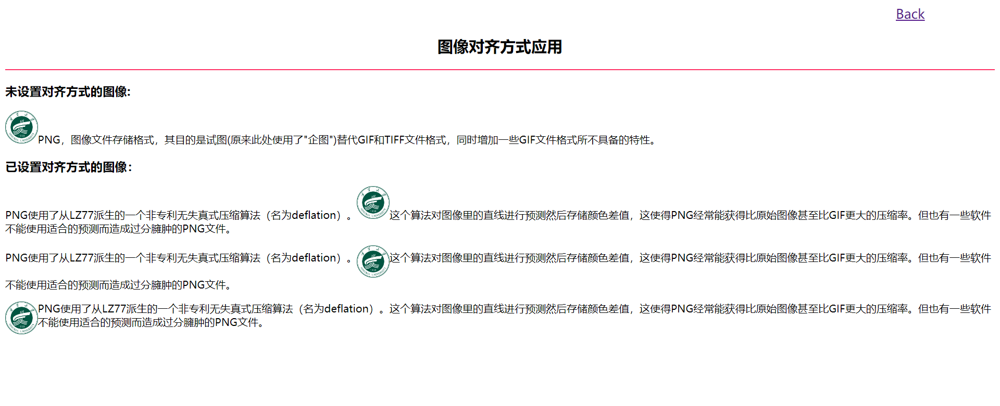 Back
图像对齐方式应用
未设置对齐方式的图像:
PNG，图像文件存储格式，其目的是试图(原来此处使用了"企图")替代GIF和TIFF文件格式，同时增加一些GIF文件格式所不具备的特性。
已设置对齐方式的图像：
PNG使用了从LZ77派生的一个非专利无失真式压缩算法（名为deflation）。这个算法对图像里的直线进行预测然后存储颜色差值，这使得PNG经常能获得比原始图像甚至比GIF更大的压缩率。但也有一些软件
不能使用适合的预测而造成过分臃肿的PNG文件。
PNG使用了从LZ77派生的一个非专利无失真式压缩算法（名为deflation）。这个算法对图像里的直线进行预测然后存储颜色差值，这使得PNG经常能获得比原始图像甚至比GIF更大的压缩率。但也有一些软件
不能使用适合的预测而造成过分臃肿的PNG文件。
PNG使用了从LZ77派生的一个非专利无失真式压缩算法（名为deflation）。这个算法对图像里的直线进行预测然后存储颜色差值，这使得PNG经常能获得比原始图像甚至比GIF更大的压缩率。但也有一些软件
不能使用适合的预测而造成过分臃肿的PNG文件。